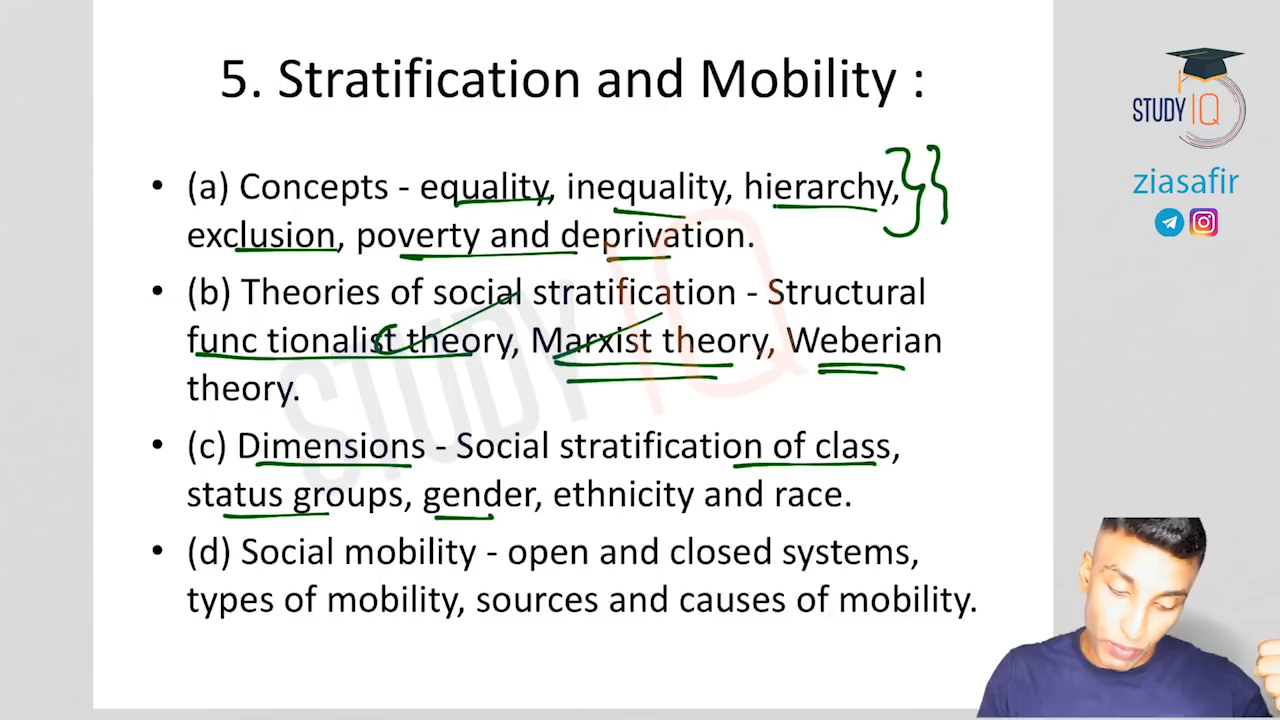 5. Stratification and Mobility :
• (a) Concepts - equality, inequality, hierarchy,
exclusion, poverty and deprivation.
• (b) Theories of social stratification - Structural
func tionalist theory, Marxist theory, Weberian
theory.
• (c) Dimensions - Social stratification of class,
status groups, gender, ethnicity and race.
• (d) Social mobility - open and closed systems,
types of mobility, sources and causes of mobility.
STUDY IQ
STUDY IQ
ziasafir